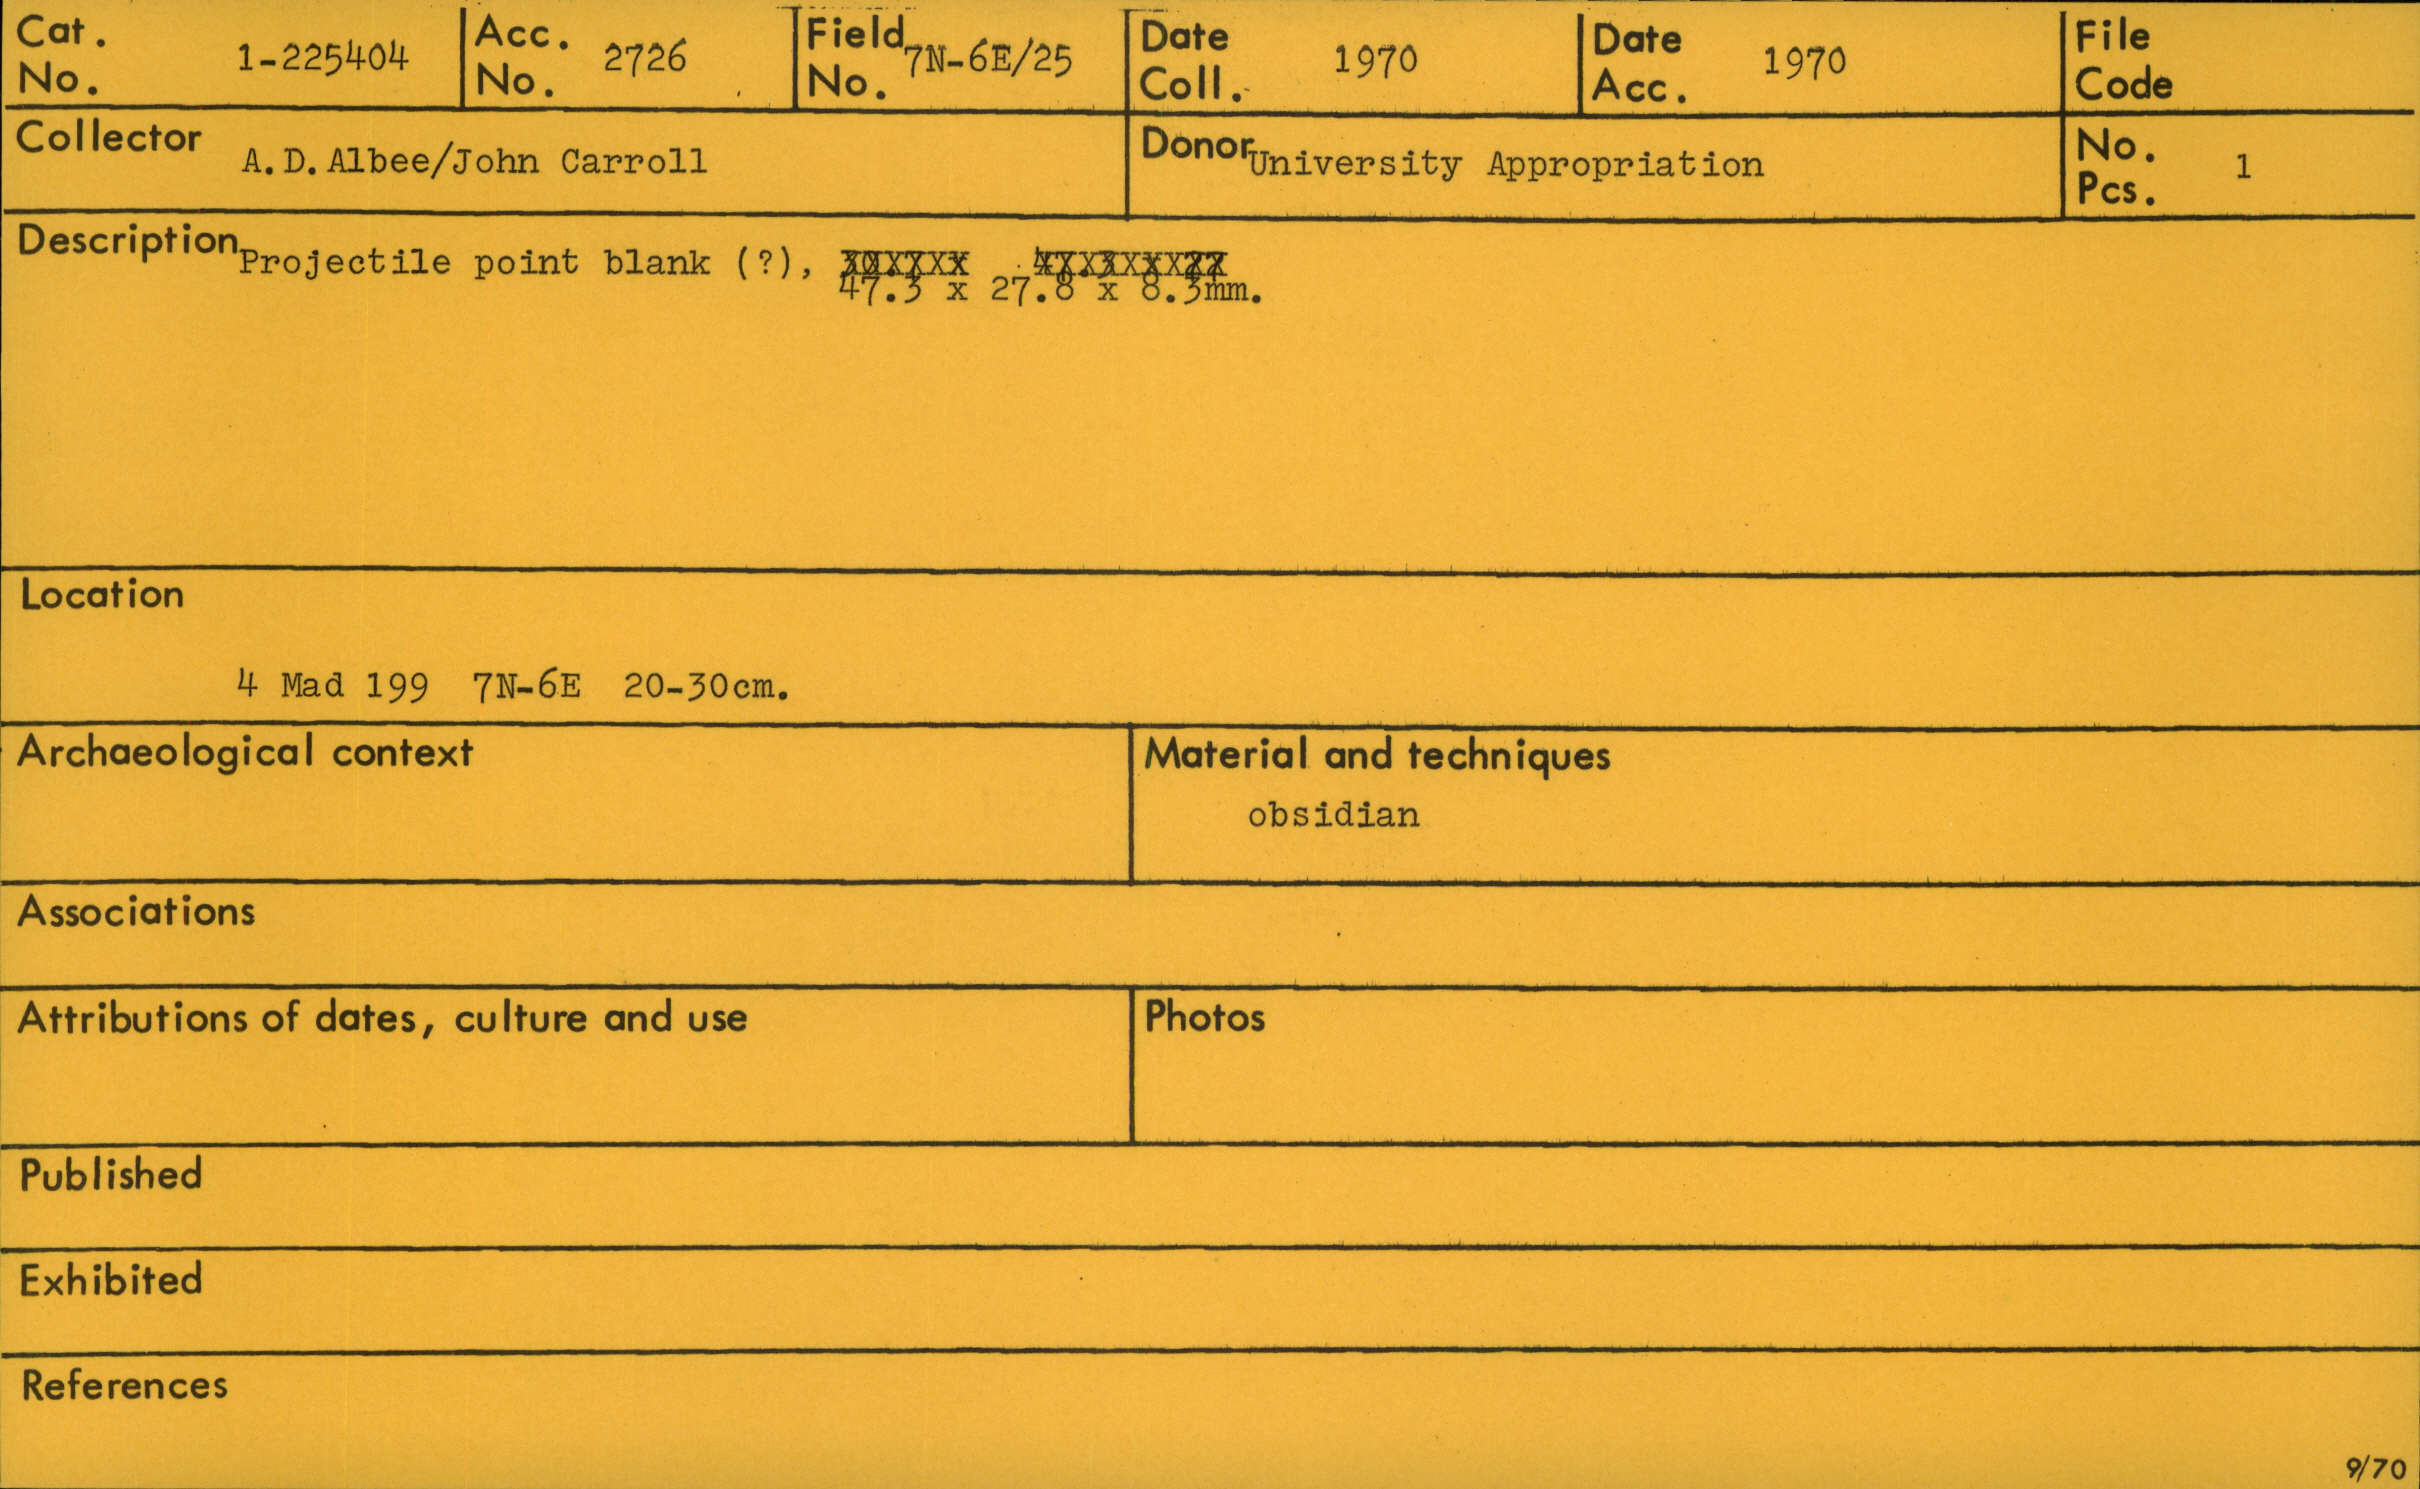 Cat. No. 1-225404
Acc. No. 2726
Field No. 7N-6E/25
Date Coll. 1970
Date Acc. 1970
File Code
Collector A.D.Albee/John Carroll
Donor University Appropriation
No. Pcs. 1
Description Projectile point blank (?),
47.3 x 27.8 x 8.3mm.
Location
4 Mad 199 7N-6E 20-30cm.
Archaeological context
Material and techniques
obsidian
Associations
Attributions of dates, culture and use
Photos
Published
Exhibited
References
9/70